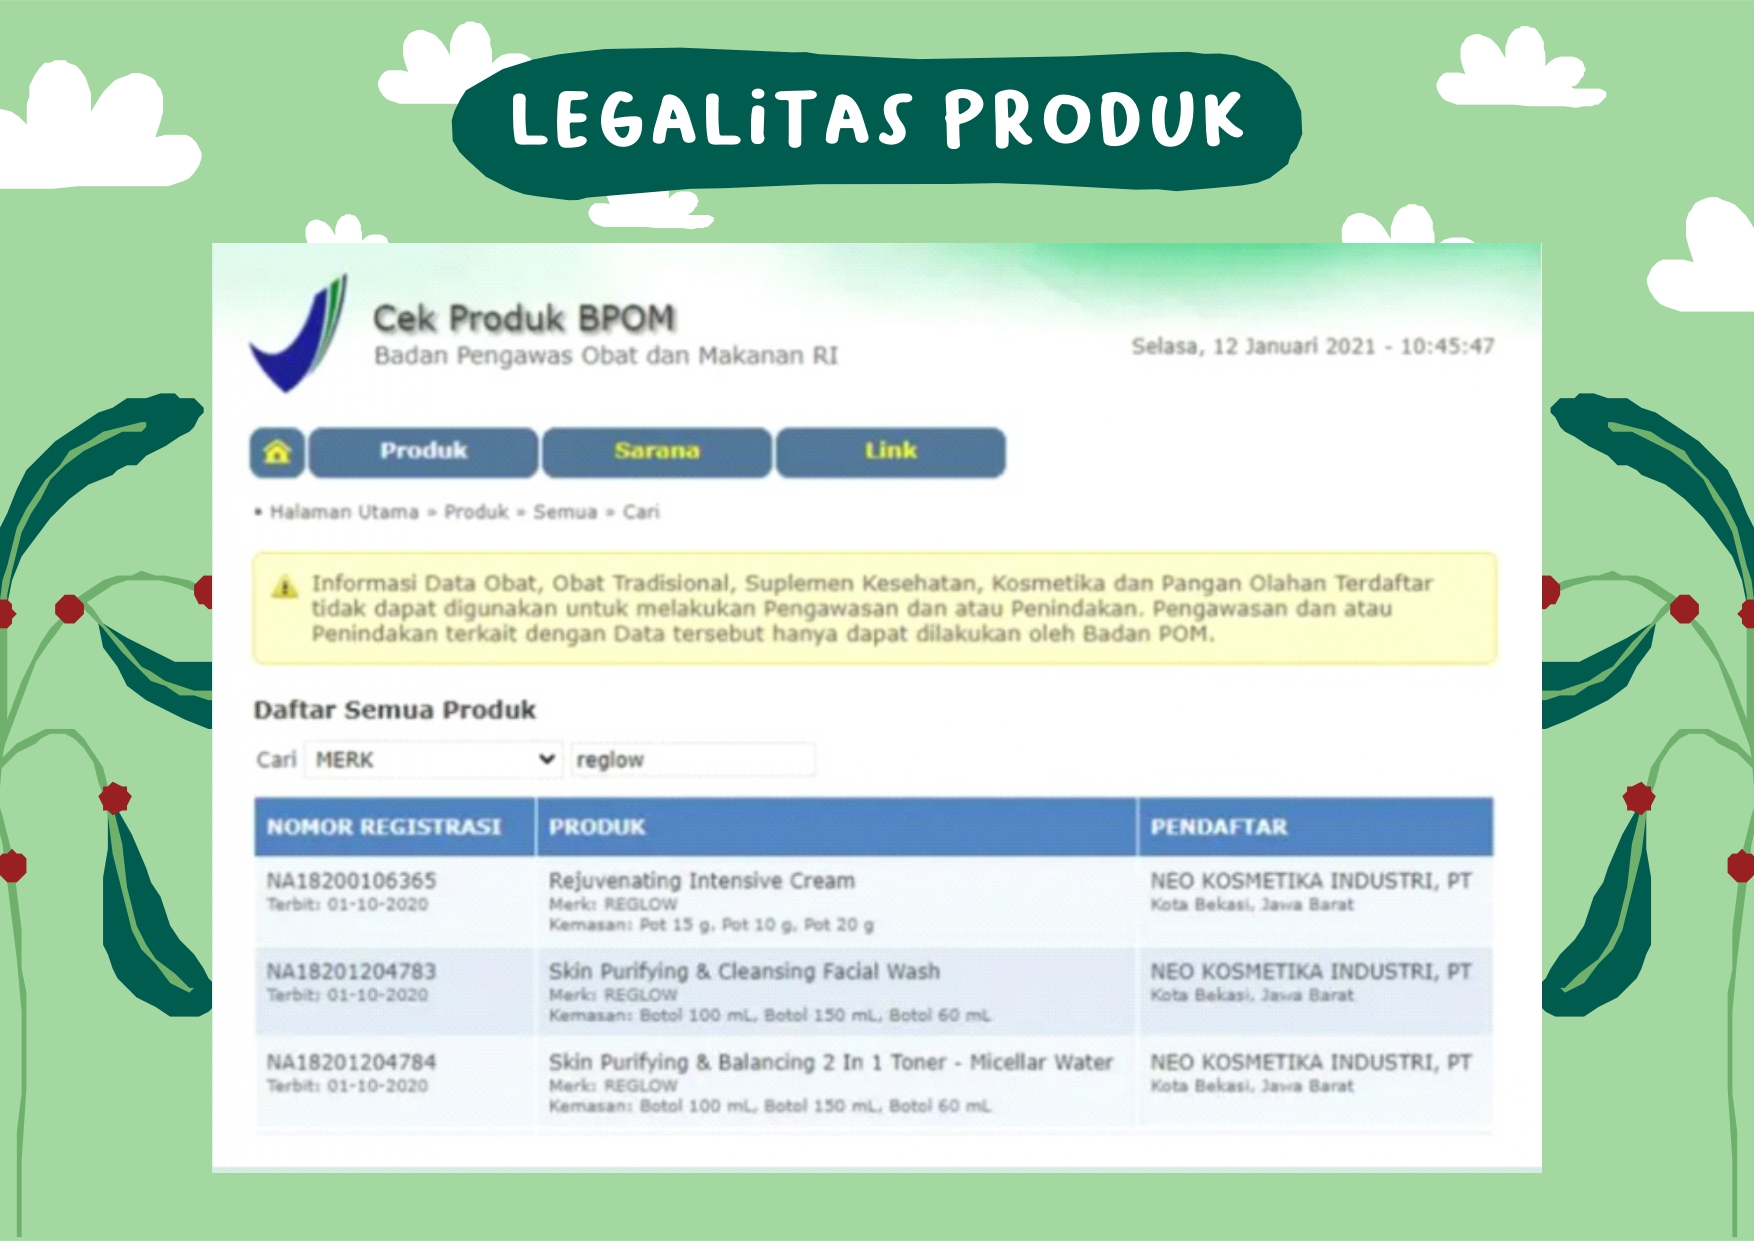 LEGALiTAS PRODUK
Cek Produk BPOM
Badan Pengawas Obat dan Makanan RI
Selasa, 12 Januari 2021 - 10:45:47
Produk
Sarana
Link
• Halaman Utama » Produk » Semua » Cari
Informasi Data Obat, Obat Tradisional, Suplemen Kesehatan, Kosmetika dan Pangan Olahan Terdaftar
tidak dapat digunakan untuk melakukan Pengawasan dan atau Penindakan. Pengawasan dan atau
Penindakan terkait dengan Data tersebut hanya dapat dilakukan oleh Badan POM.
Daftar Semua Produk
Cari MERK reglow
NOMOR REGISTRASI PRODUK PENDAFTAR
NA18200106365 Rejuvenating Intensive Cream NEO KOSMETIKA INDUSTRI, PT
Terbit: 01-10-2020 Merk: REGLOW Kota Bekasi, Jawa Barat
Kemasan: Pot 15 g, Pot 10 g, Pot 20 g
NA18201204783 Skin Purifying & Cleansing Facial Wash NEO KOSMETIKA INDUSTRI, PT
Terbit: 01-10-2020 Merk: REGLOW Kota Bekasi, Jawa Barat
Kemasan: Botol 100 mL, Botol 150 mL, Botol 60 mL
NA18201204784 Skin Purifying & Balancing 2 In 1 Toner - Micellar Water NEO KOSMETIKA INDUSTRI, PT
Terbit: 01-10-2020 Merk: REGLOW Kota Bekasi, Jawa Barat
Kemasan: Botol 100 mL, Botol 150 mL, Botol 60 mL